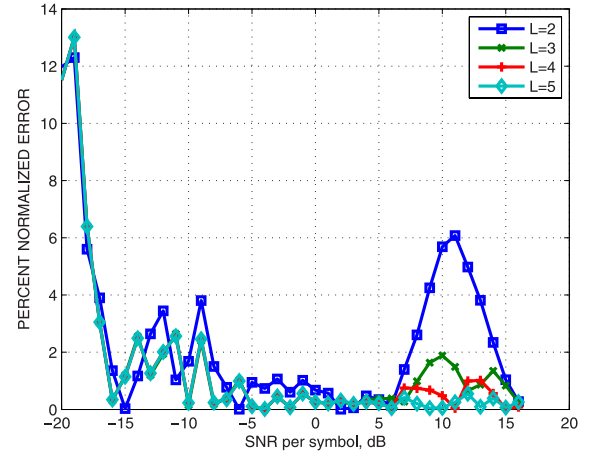 14
12
10
8
6
4
2
0
−20 −15 −10 −5 0 5 10 15 20
PERCENT NORMALIZED ERROR
SNR per symbol, dB
L=2
L=3
L=4
L=5